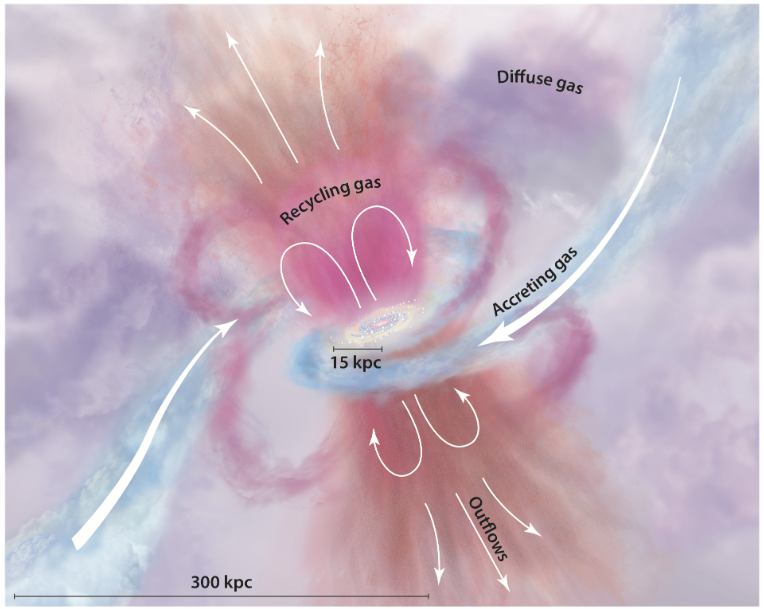 Diffuse gas
Recycling gas
Accreting gas
15 kpc
Outflows
300 kpc